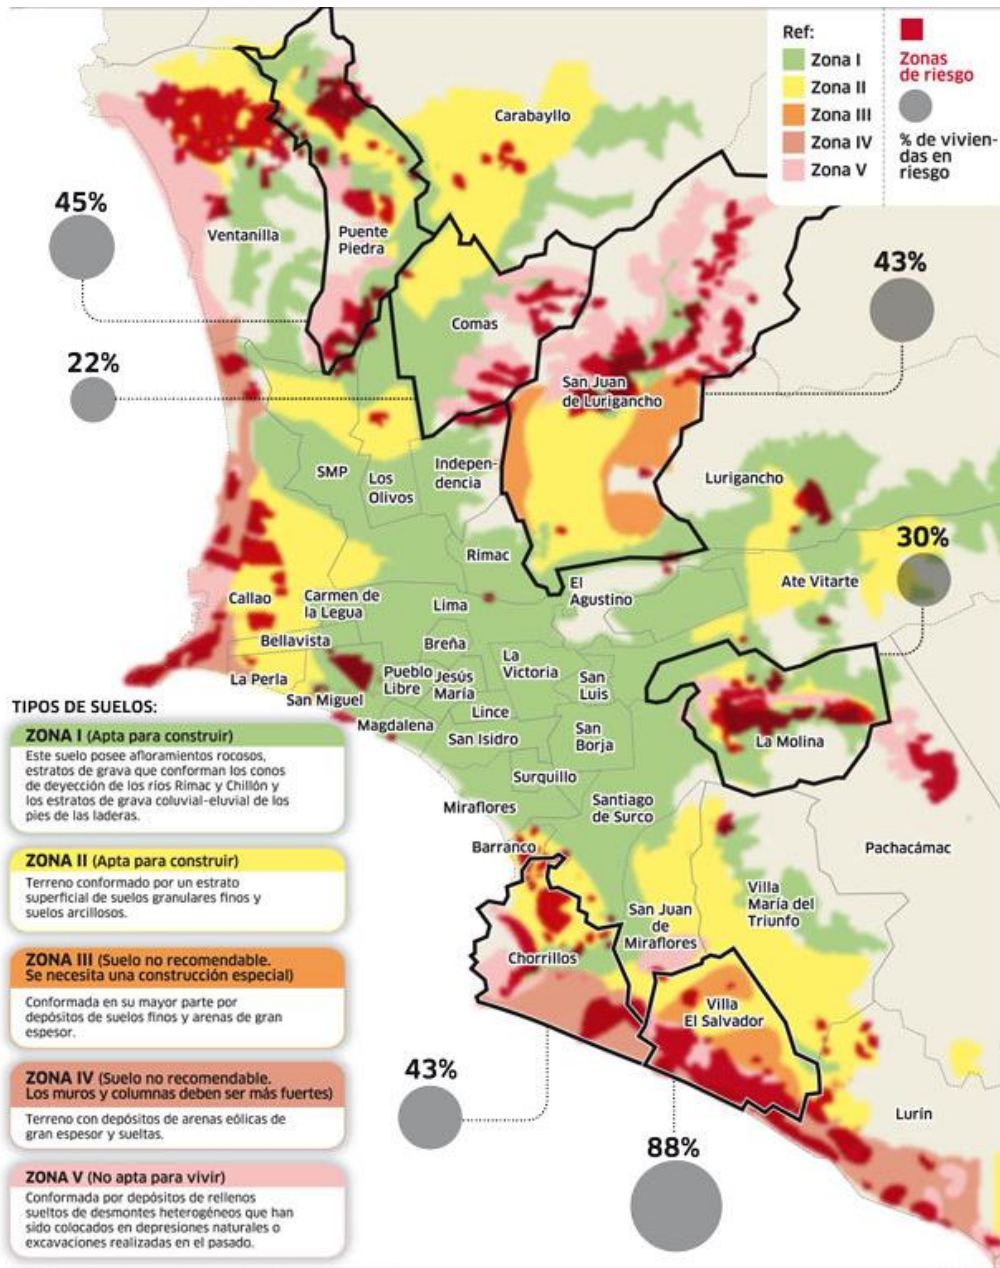 Ref:
Zona I
Zona II
Zona III
Zona IV
Zona V
Zonas
de riesgo
% de vivien-
das en
riesgo
Carabayllo
45%
Ventanilla
Puente
Piedra
43%
Comas
22%
San Juan
de Lurigancho
SMP
Los
Olivos
Indepen-
dencia
Lurigancho
30%
Rímac
El
Agustino
Ate Vitarte
Callao
Carmen de
la Legua
Lima
Bellavista
Breña
La
Victoria
La Perla
Pueblo
Libre
Jesús
María
San
Luis
San Miguel
Lince
Magdalena
San Isidro
San
Borja
La Molina
Surquillo
Miraflores
Santiago
de Surco
Barranco
Pachacámac
Villa
María del
Triunfo
San Juan
de
Miraflores
Chorrillos
Villa
El Salvador
43%
88%
Lurín
TIPOS DE SUELOS:
ZONA I (Apta para construir)
Este suelo posee afloramientos rocosos,
estratos de grava que conforman los conos
de deyección de los ríos Rímac y Chillón y
los estratos de grava coluvial-eluvial de los
pies de las laderas.
ZONA II (Apta para construir)
Terreno conformado por un estrato
superficial de suelos granulares finos y
suelos arcillosos.
ZONA III (Suelo no recomendable.
Se necesita una construcción especial)
Conformada en su mayor parte por
depósitos de suelos finos y arenas de gran
espesor.
ZONA IV (Suelo no recomendable.
Los muros y columnas deben ser más fuertes)
Terreno con depósitos de arenas eólicas de
gran espesor y sueltas.
ZONA V (No apta para vivir)
Conformada por depósitos de rellenos
sueltos de desmontes heterogéneos que han
sido colocados en depresiones naturales o
excavaciones realizadas en el pasado.